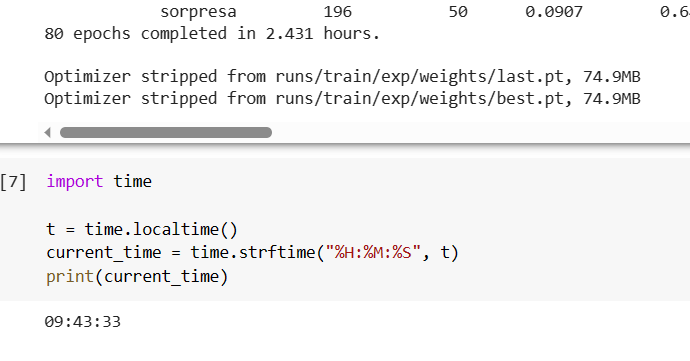 sorpresa 196 50 0.0907 0.6
80 epochs completed in 2.431 hours.
Optimizer stripped from runs/train/exp/weights/last.pt, 74.9MB
Optimizer stripped from runs/train/exp/weights/best.pt, 74.9MB
[7] import time
t = time.localtime()
current_time = time.strftime("%H:%M:%S", t)
print(current_time)
09:43:33